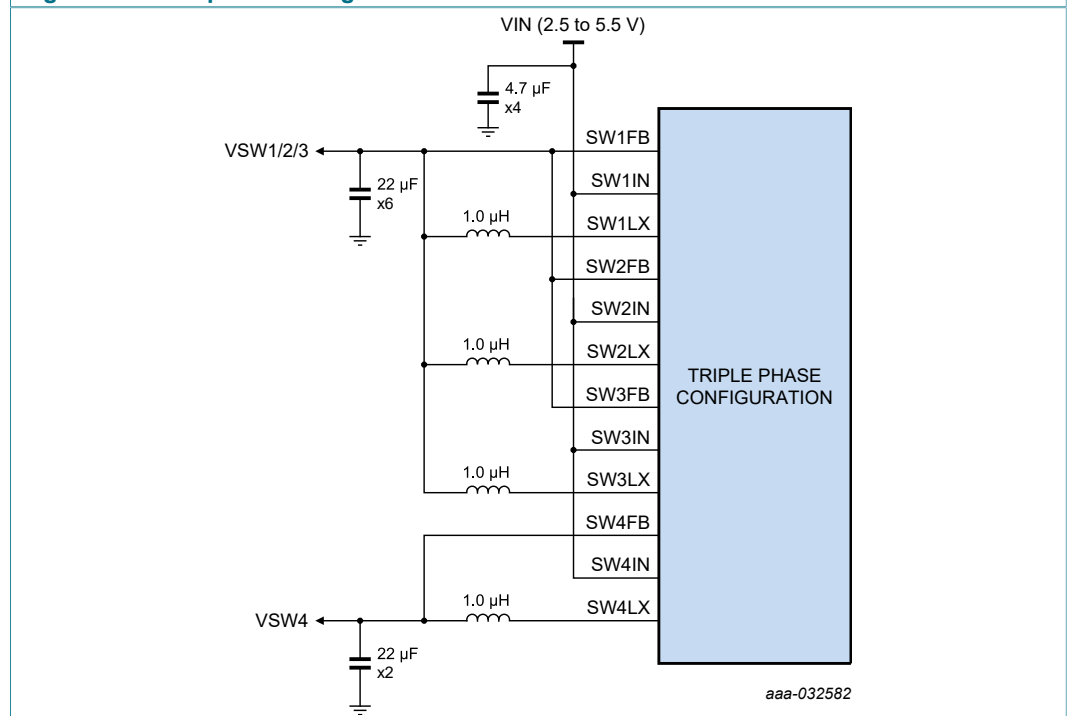 VIN (2.5 to 5.5 V)
4.7 µF
x4
SW1FB
VSW1/2/3
22 µF
x6
SW1IN
1.0 µH
SW1LX
SW2FB
SW2IN
1.0 µH
SW2LX
TRIPLE PHASE
CONFIGURATION
SW3FB
SW3IN
1.0 µH
SW3LX
SW4FB
SW4IN
1.0 µH
SW4LX
VSW4
22 µF
x2
aaa-032582